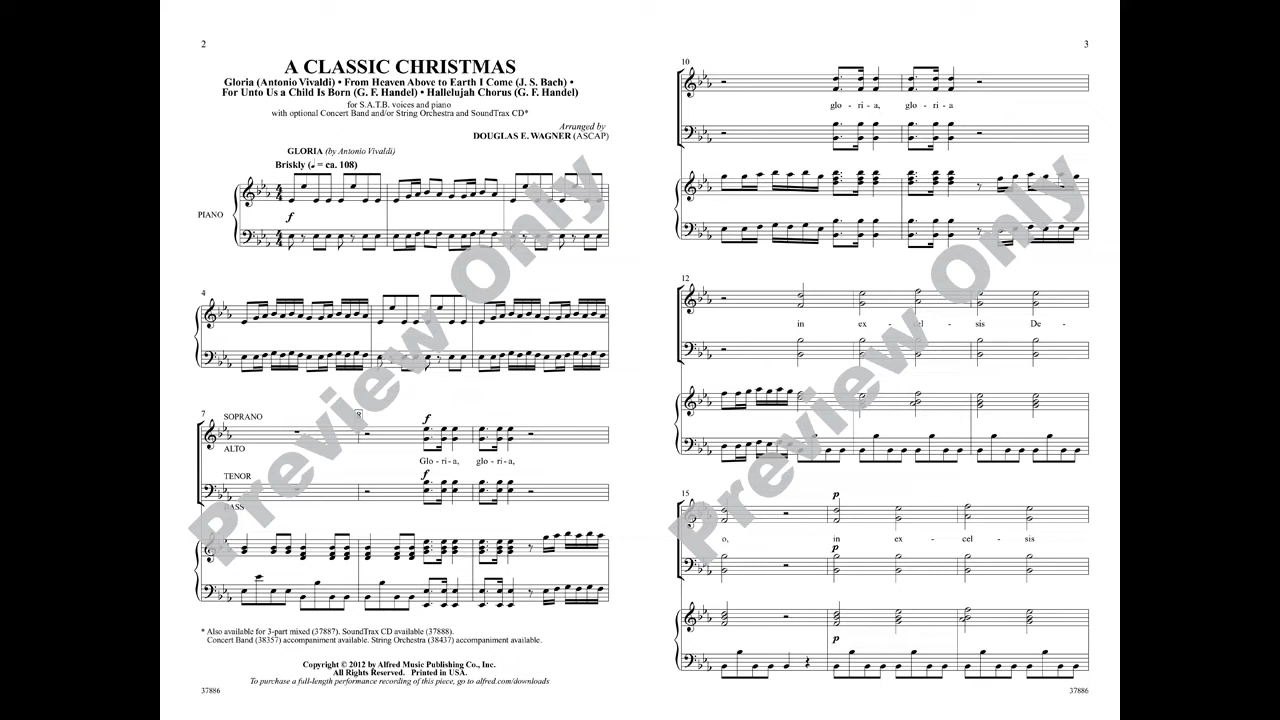 2
A CLASSIC CHRISTMAS
Gloria (Antonio Vivaldi) • From Heaven Above to Earth I Come (J. S. Bach) •
For Unto Us a Child Is Born (G. F. Handel) • Hallelujah Chorus (G. F. Handel)
for S.A.T.B. voices and piano
with optional Concert Band and/or String Orchestra and SoundTrax CD*
Arranged by
DOUGLAS E. WAGNER (ASCAP)
GLORIA (by Antonio Vivaldi)
Briskly (♩ = ca. 108)
PIANO
f
4
7
SOPRANO
8
f
ALTO
Glo - ri - a, glo - ri - a,
TENOR
f
BASS
* Also available for 3-part mixed (37887). SoundTrax CD available (37888).
Concert Band (38357) accompaniment available. String Orchestra (38437) accompaniment available.
Copyright © 2012 by Alfred Music Publishing Co., Inc.
All Rights Reserved. Printed in USA.
To purchase a full-length performance recording of this piece, go to alfred.com/downloads
37886
Preview Only
3
10
glo - ri - a, glo - ri - a
12
in ex - cel - sis De -
15
p
o, in ex - cel - sis
p
p
37886
Preview Only